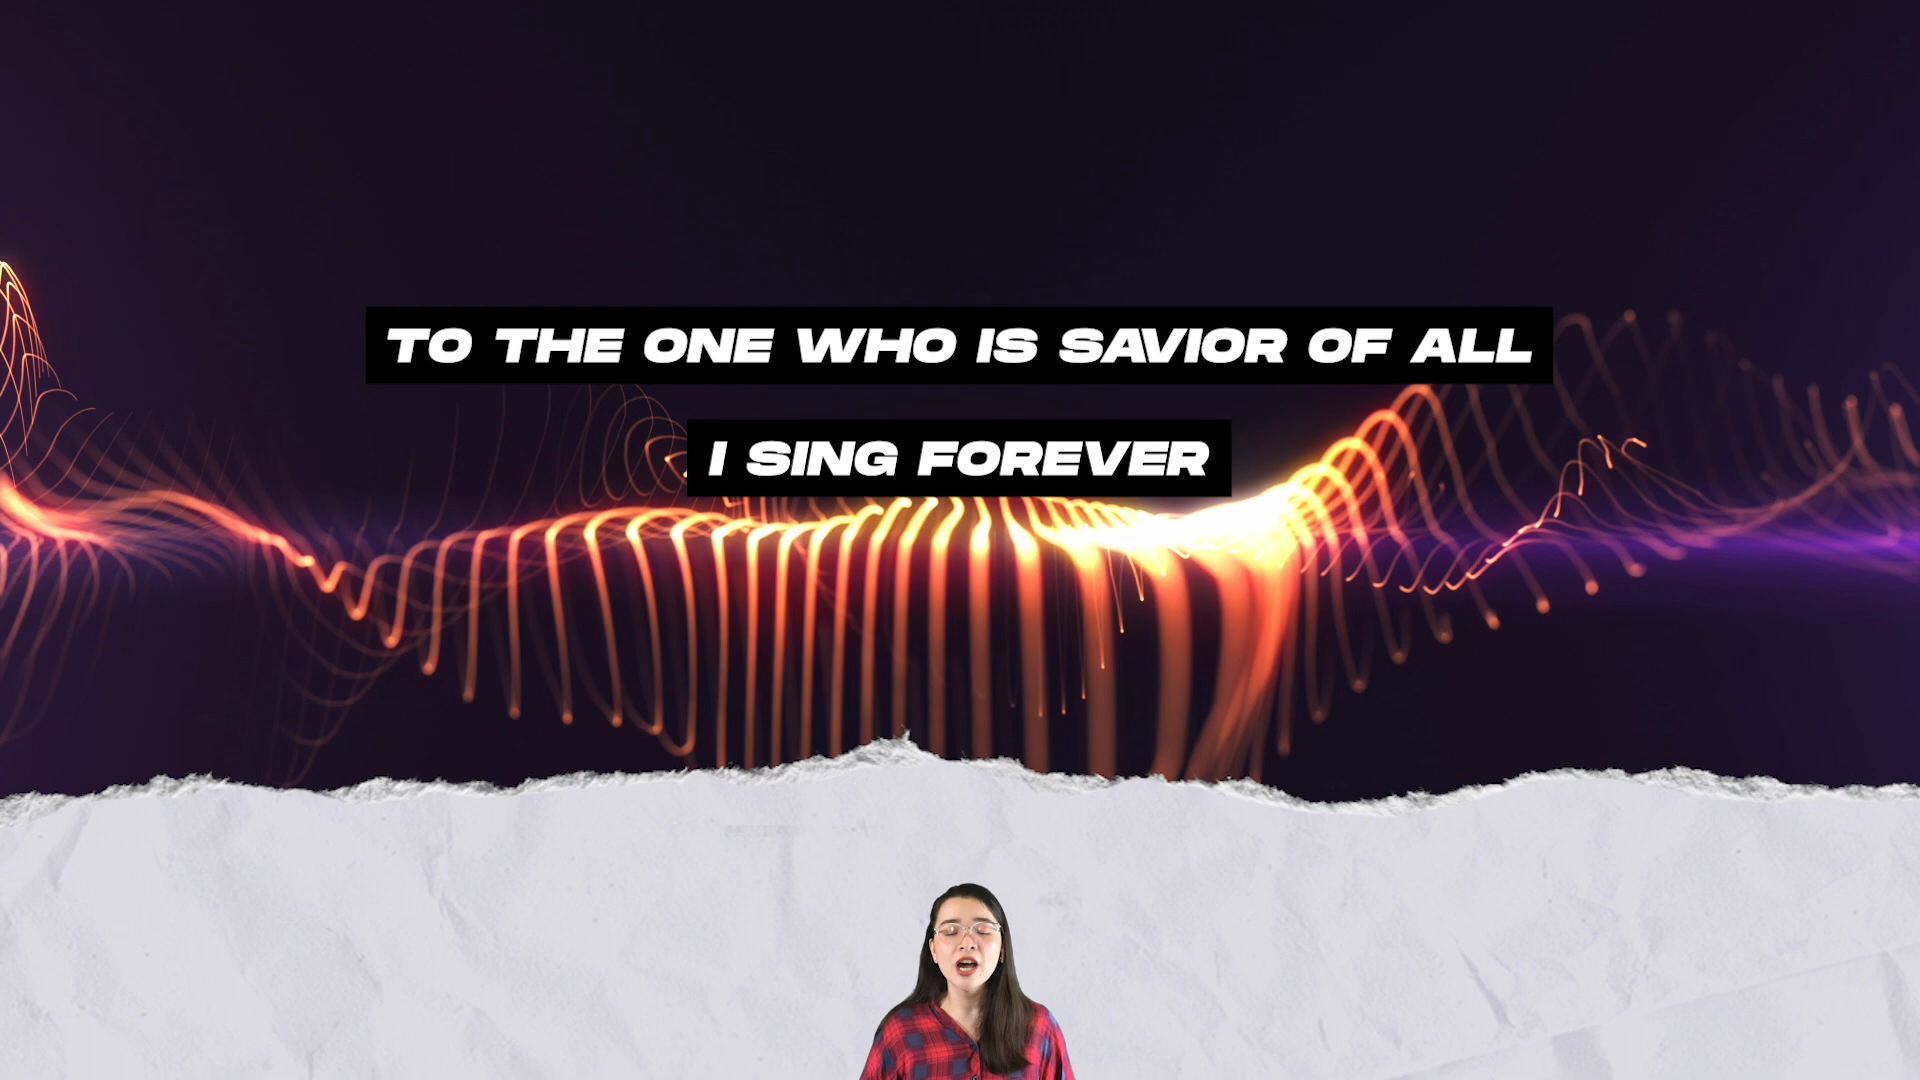 TO THE ONE WHO IS SAVIOR OF ALL
I SING FOREVER